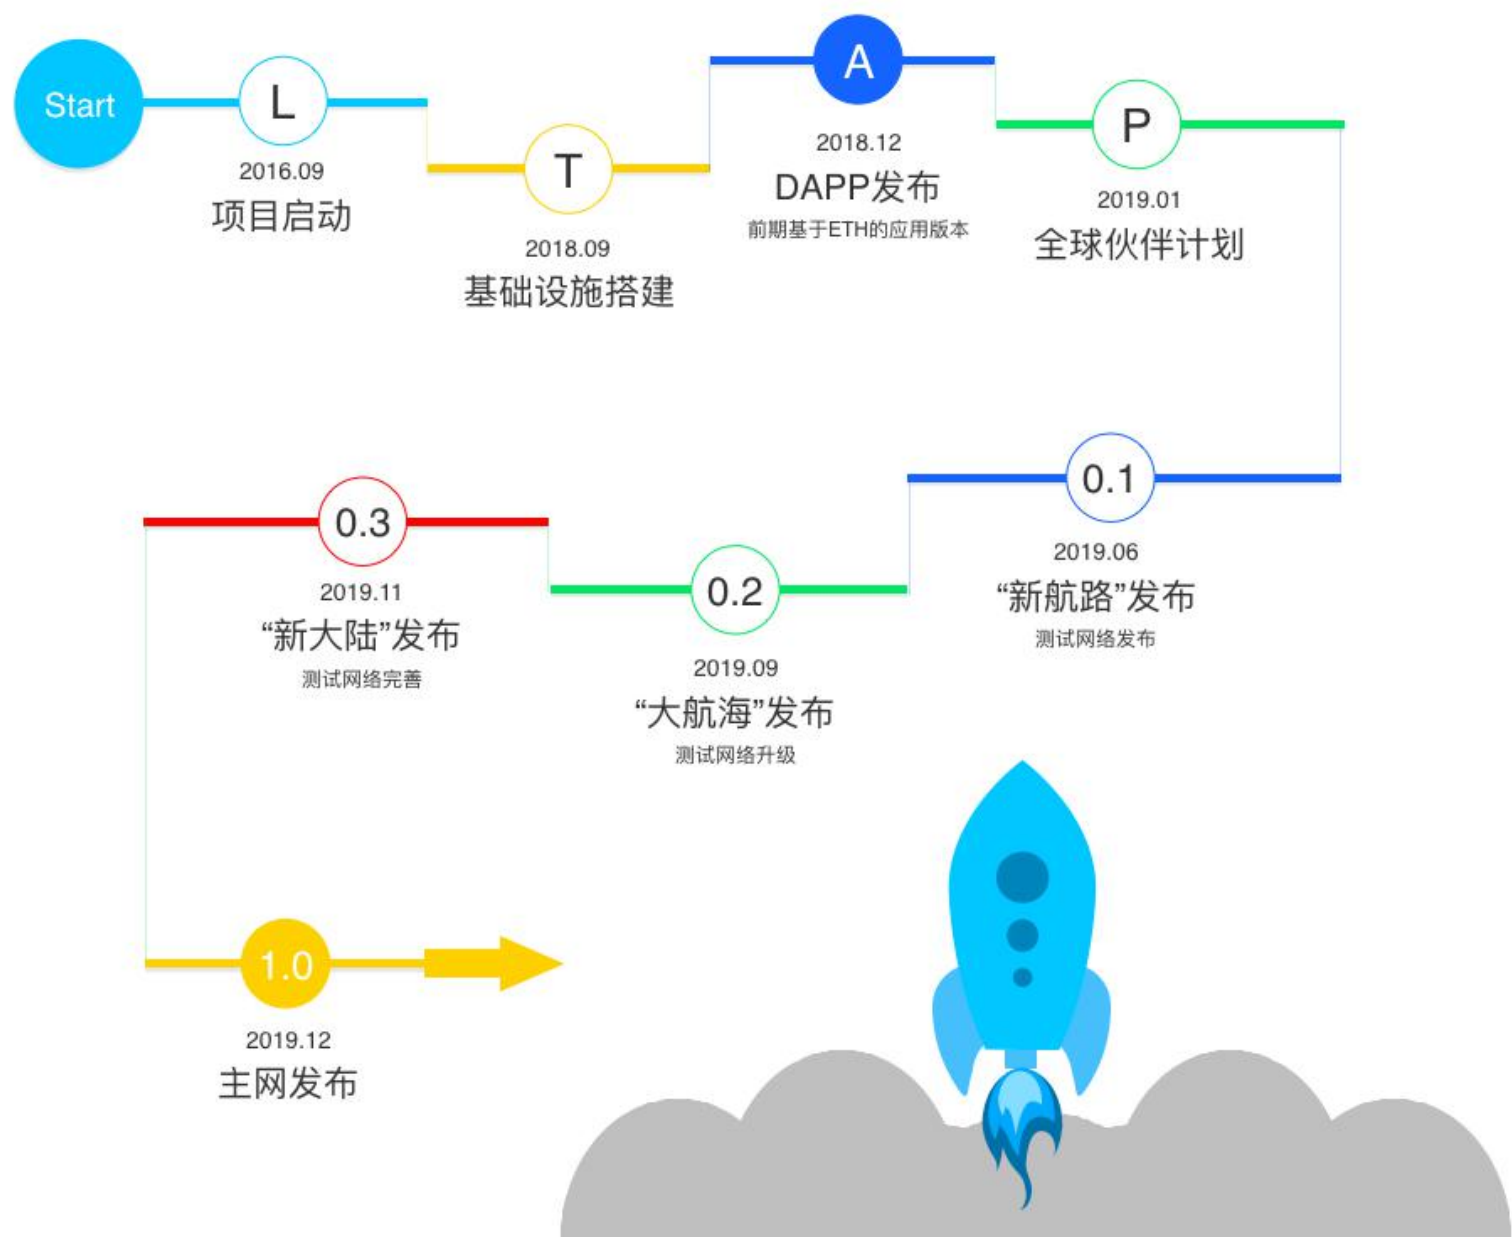 Start
L
2016.09
项目启动
T
2018.09
基础设施搭建
A
2018.12
DAPP发布
前期基于ETH的应用版本
P
2019.01
全球伙伴计划
0.1
2019.06
“新航路”发布
测试网络发布
0.2
2019.09
“大航海”发布
测试网络升级
0.3
2019.11
“新大陆”发布
测试网络完善
1.0
2019.12
主网发布